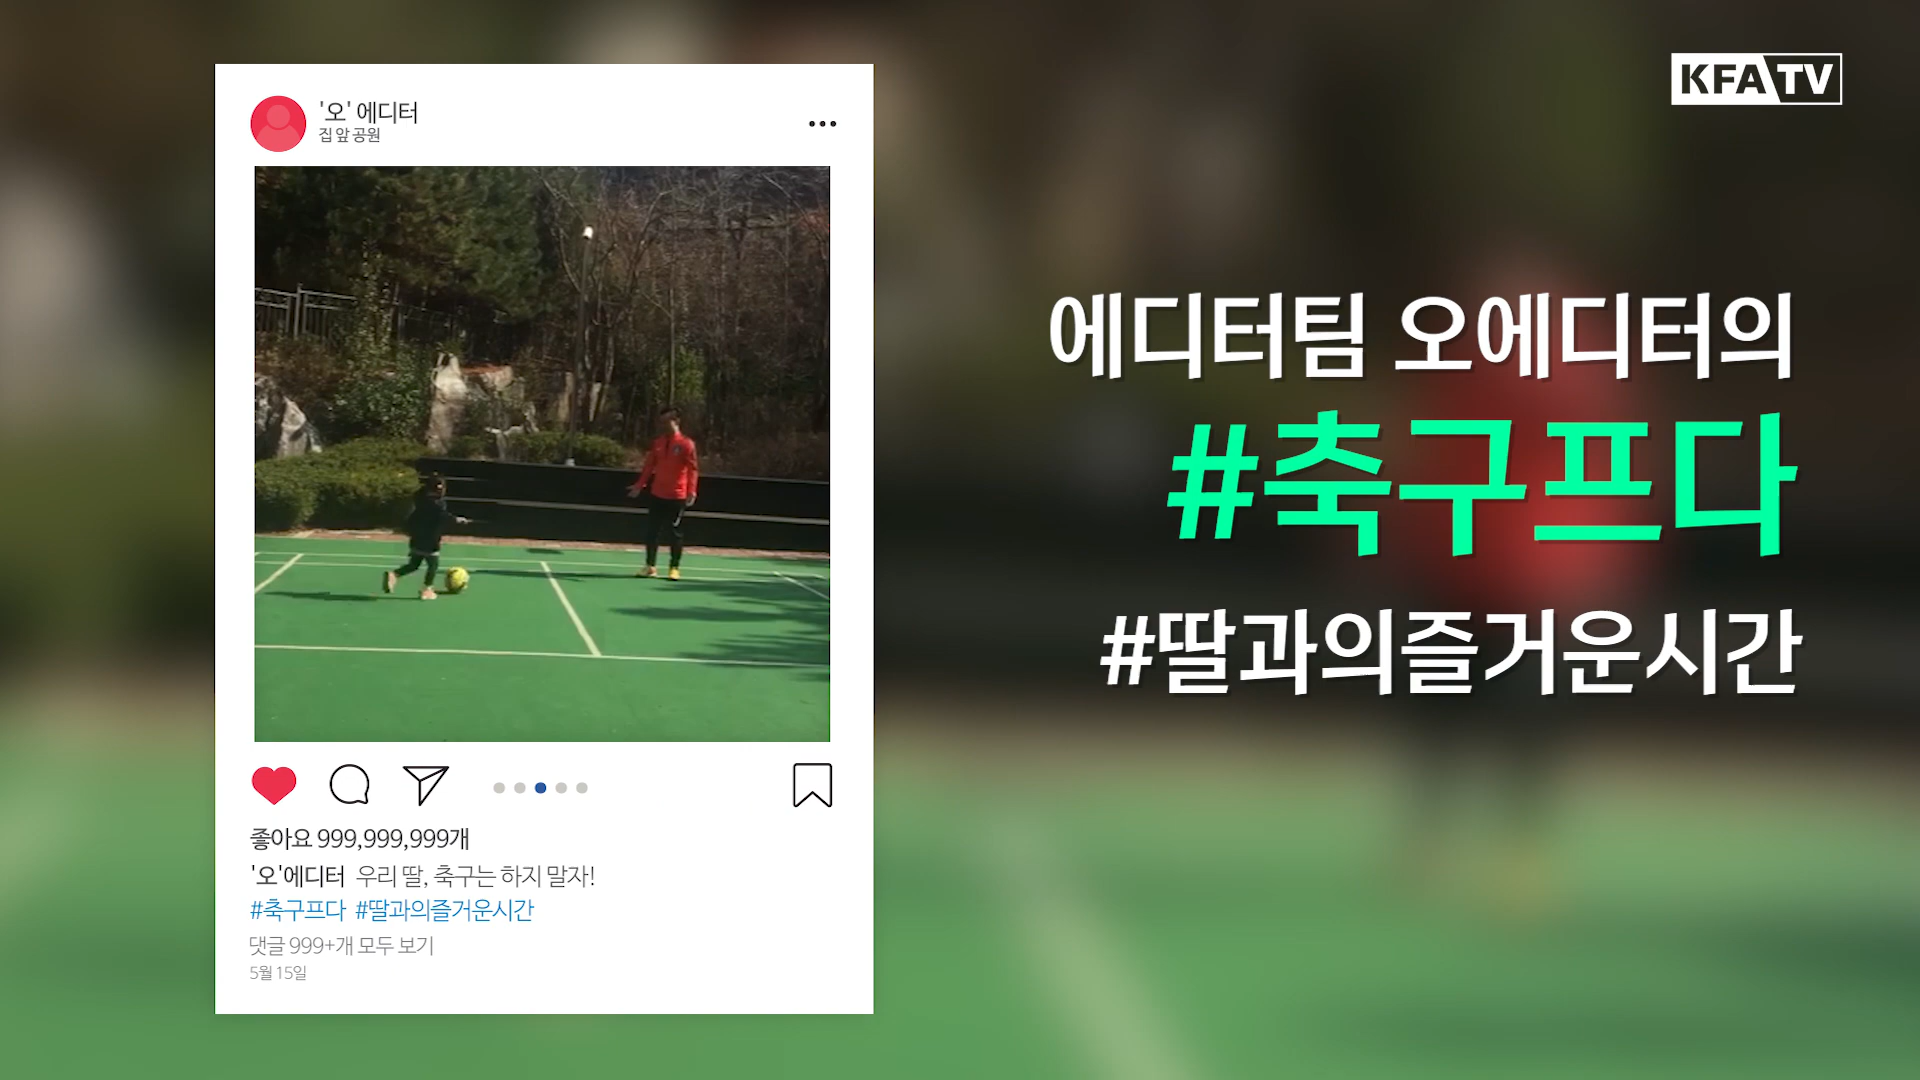 '오' 에디터
집 앞 공원
좋아요 999,999,999개
'오'에디터 우리 딸, 축구는 하지 말자!
#축구프다 #딸과의즐거운시간
댓글 999+개 모두 보기
5월 15일
KFATV
에디터팀 오에디터의
#축구프다
#딸과의즐거운시간